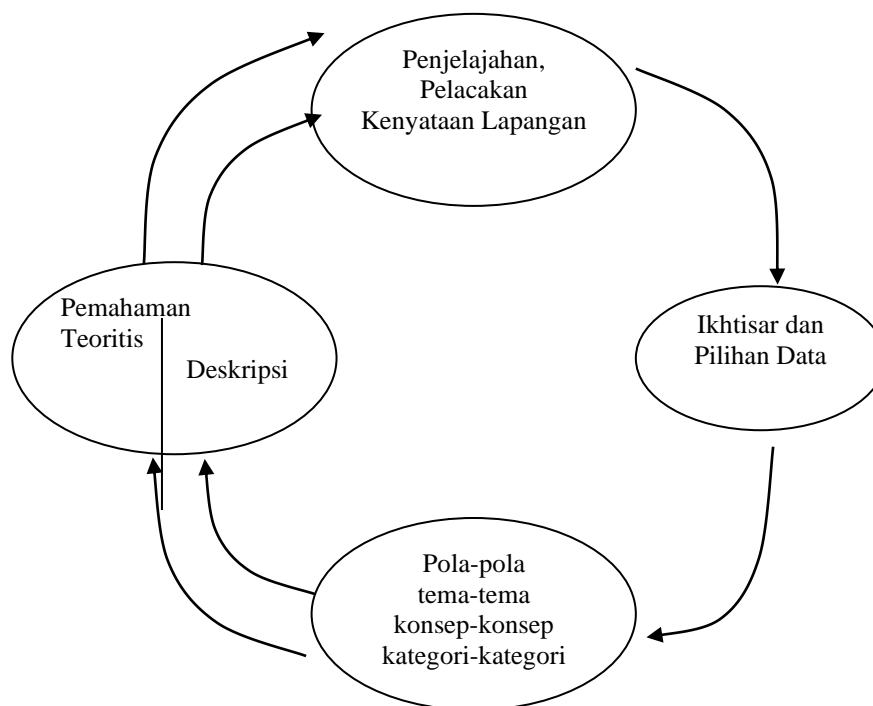 Penjelajahan,
Pelacakan
Kenyataan Lapangan
Pemahaman
Teoritis
Deskripsi
Ikhtisar dan
Pilihan Data
Pola-pola
tema-tema
konsep-konsep
kategori-kategori